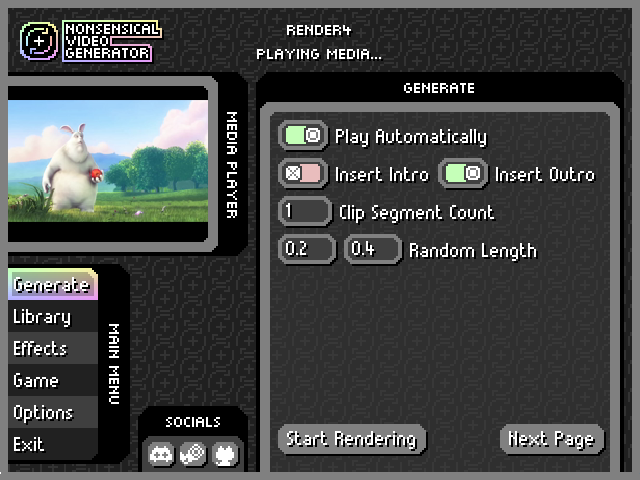 NONSENSICAL
VIDEO
GENERATOR
RENDER4
PLAYING MEDIA...
MEDIA PLAYER
GENERATE
Play Automatically
Insert Intro
Insert Outro
1 Clip Segment Count
0.2 0.4 Random Length
Start Rendering
Next Page
Generate
Library
Effects
Game
Options
Exit
MAIN MENU
SOCIALS